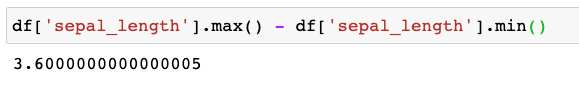 df['sepal_length'].max() - df['sepal_length'].min()
3.6000000000000005